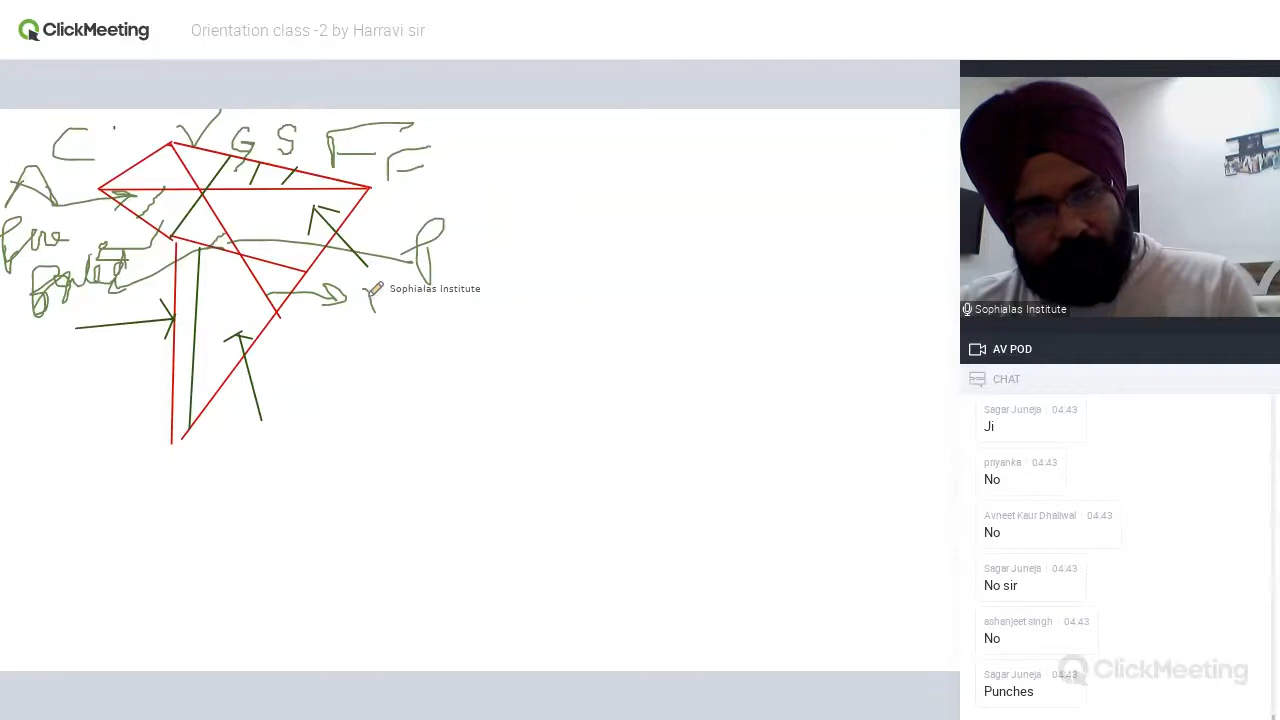 ClickMeeting
Orientation class -2 by Harravi sir
C V G S F F
A
P
Sophialas Institute
Sophialas Institute
AV POD
CHAT
Sagar Juneja 04:43
Ji
priyanka 04:43
No
Avneet Kaur Dhaliwal 04:43
No
Sagar Juneja 04:43
No sir
ashanjeet singh 04:43
No
Sagar Juneja 04:43
Punches
ClickMeeting